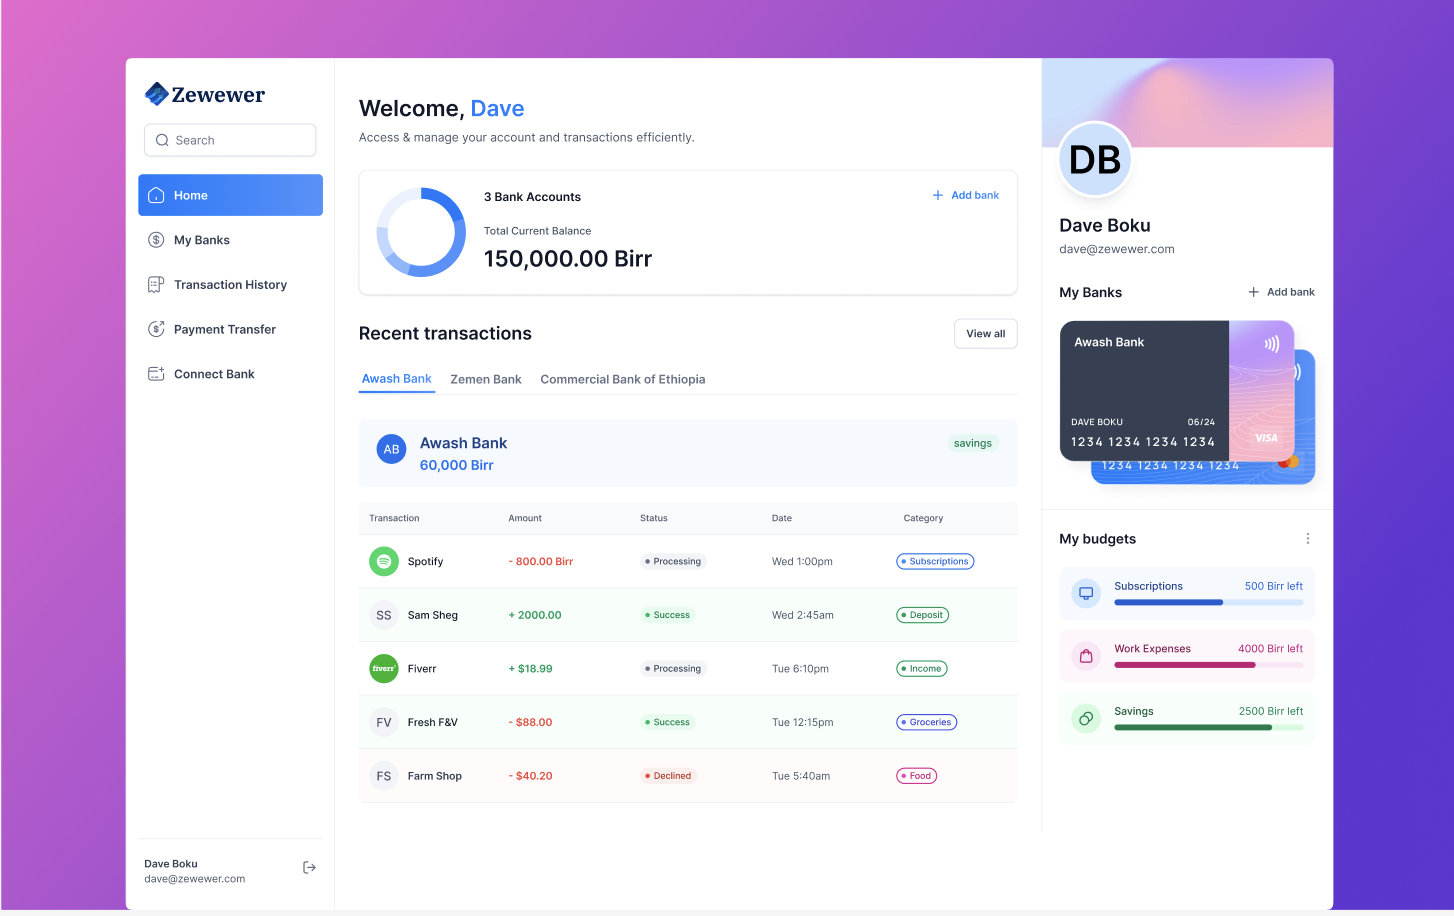 Zewewer
Search
Home
My Banks
Transaction History
Payment Transfer
Connect Bank
Dave Boku
dave@zewewer.com
Welcome, Dave
Access & manage your account and transactions efficiently.
3 Bank Accounts
Add bank
Total Current Balance
150,000.00 Birr
Recent transactions
View all
Awash Bank Zemen Bank Commercial Bank of Ethiopia
AB
Awash Bank
60,000 Birr
savings
Transaction Amount Status Date Category
Spotify - 800.00 Birr Processing Wed 1:00pm Subscriptions
SS Sam Sheg + 2000.00 Success Wed 2:45am Deposit
fiverr Fiverr + $18.99 Processing Tue 6:10pm Income
FV Fresh F&V - $88.00 Success Tue 12:15pm Groceries
FS Farm Shop - $40.20 Declined Tue 5:40am Food
DB
Dave Boku
dave@zewewer.com
My Banks
Add bank
Awash Bank
DAVE BOKU 06/24
1234 1234 1234 1234
VISA
1234 1234 1234 1234
My budgets
Subscriptions 500 Birr left
Work Expenses 4000 Birr left
Savings 2500 Birr left